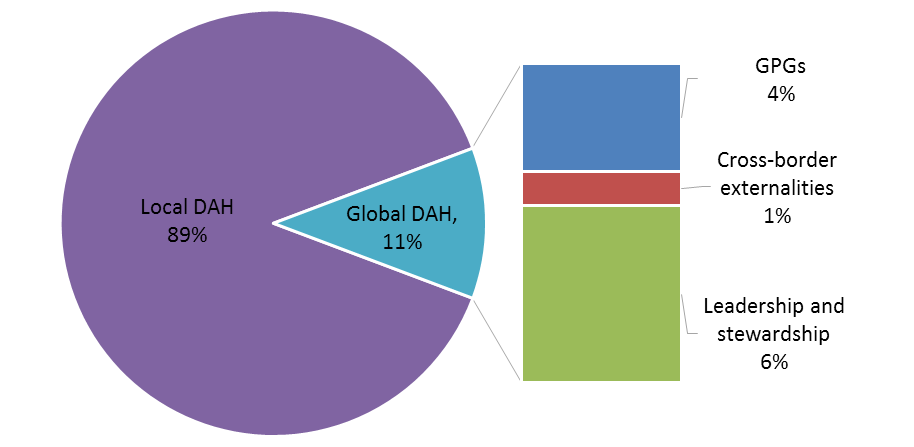 Local DAH
89%
Global DAH,
11%
GPGs
4%
Cross-border
externalities
1%
Leadership and
stewardship
6%